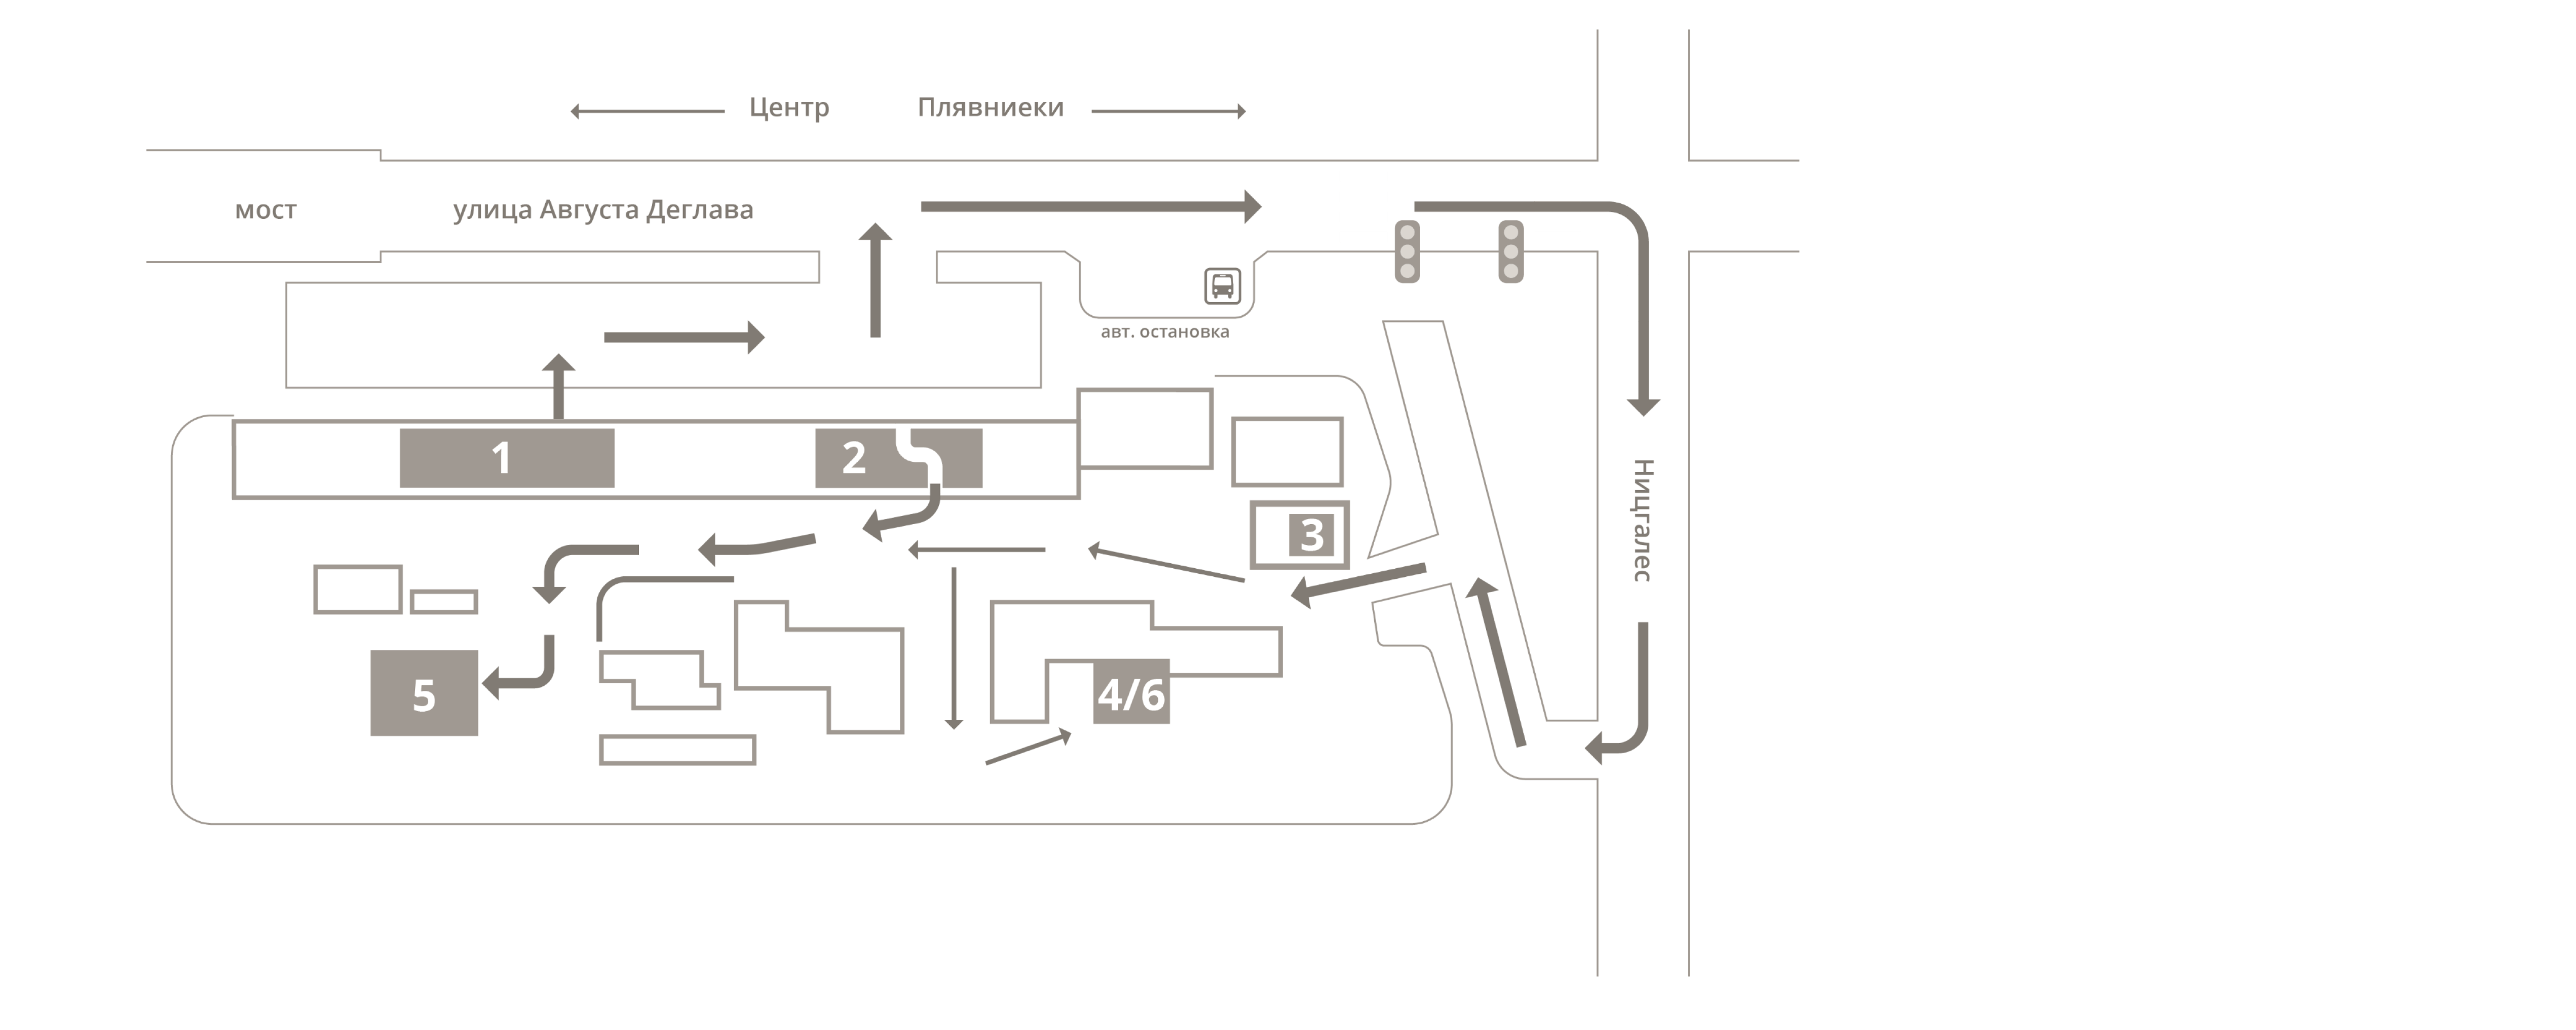 Центр
Плявниеки
мост
улица Августа Деглава
авт. остановка
1
2
3
Ницгалес
4/6
5